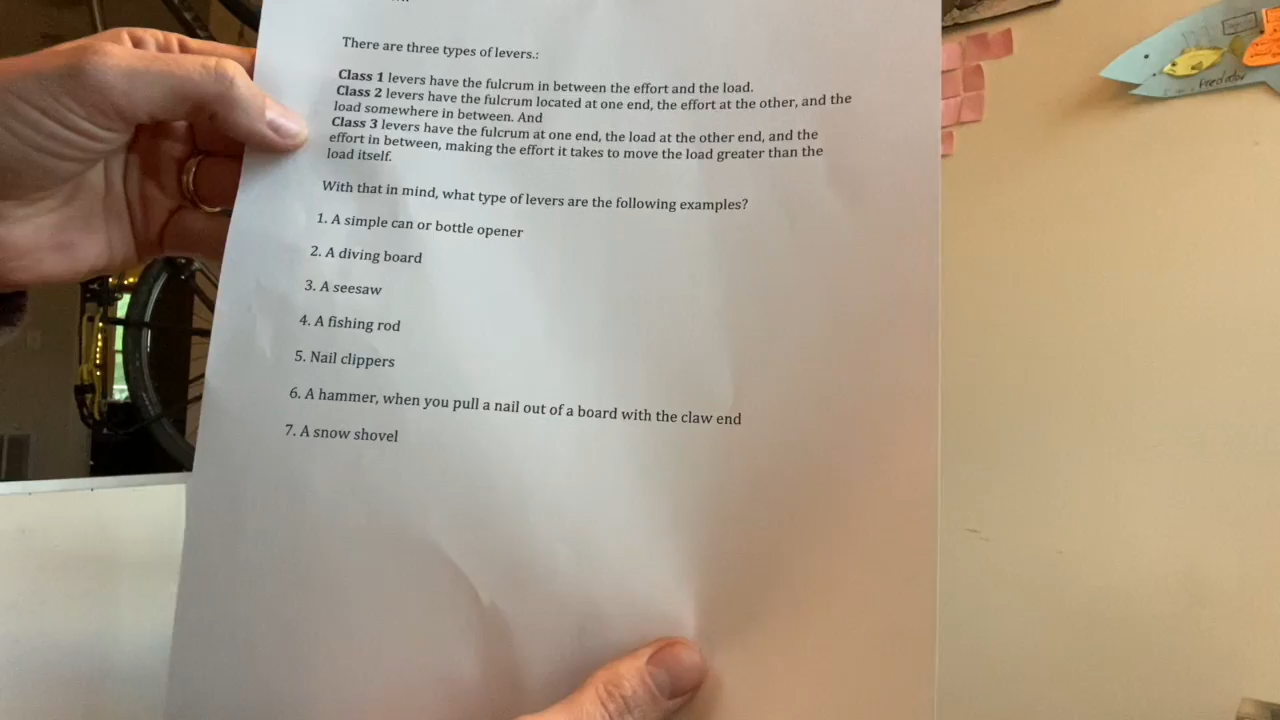 There are three types of levers.:
Class 1 levers have the fulcrum in between the effort and the load.
Class 2 levers have the fulcrum located at one end, the effort at the other, and the
load somewhere in between. And
Class 3 levers have the fulcrum at one end, the load at the other end, and the
effort in between, making the effort it takes to move the load greater than the
load itself.
With that in mind, what type of levers are the following examples?
1. A simple can or bottle opener
2. A diving board
3. A seesaw
4. A fishing rod
5. Nail clippers
6. A hammer, when you pull a nail out of a board with the claw end
7. A snow shovel
Predator